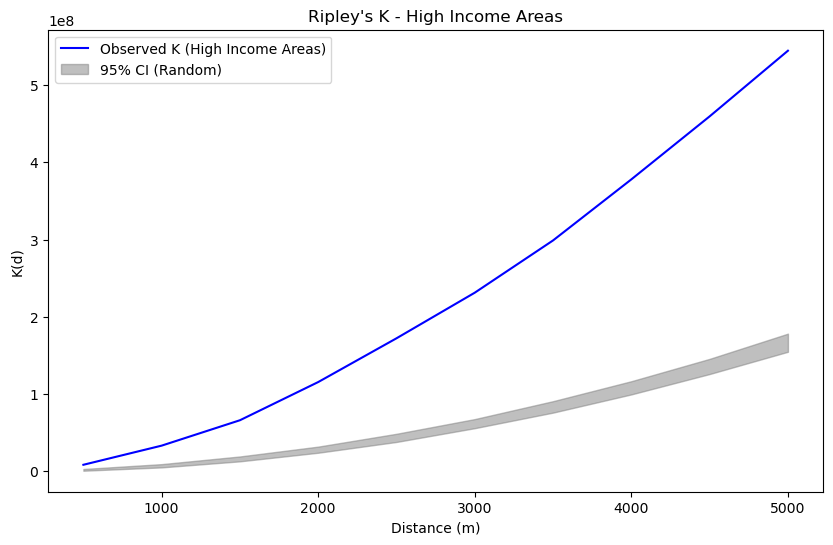 Ripley's K - High Income Areas
1e8
Observed K (High Income Areas)
95% CI (Random)
5
4
3
2
1
0
K(d)
1000 2000 3000 4000 5000
Distance (m)